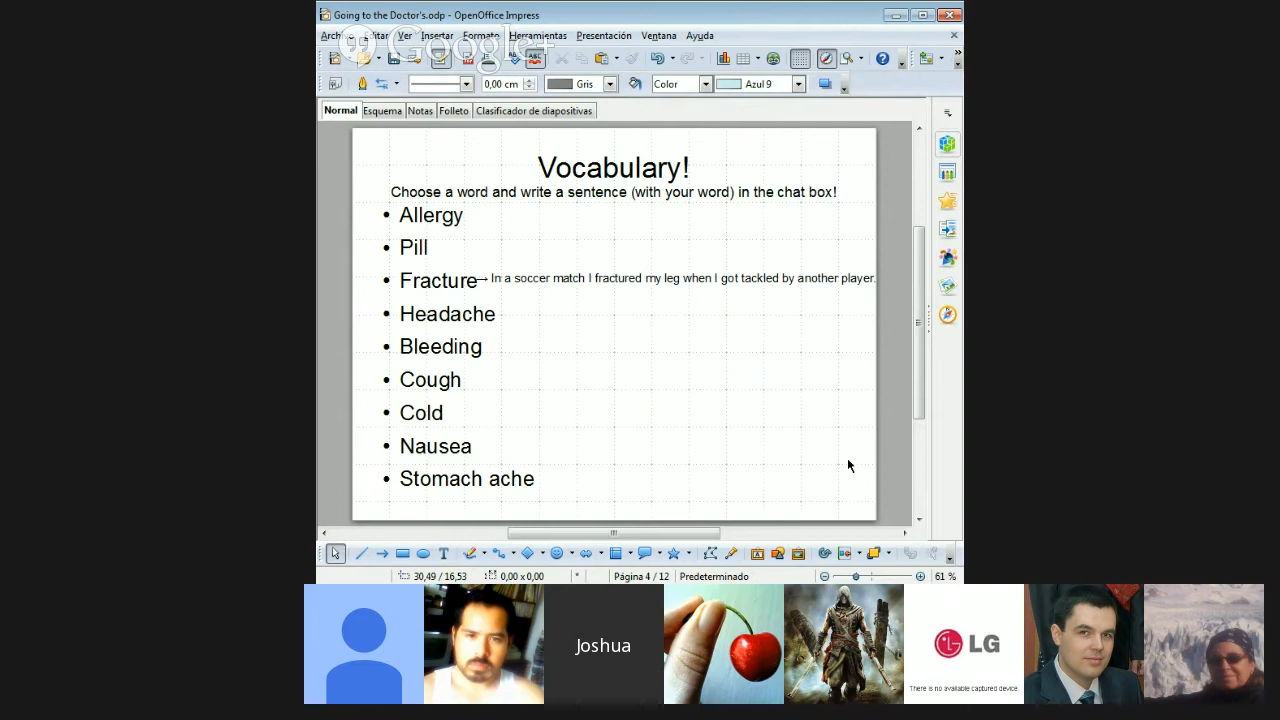 Going to the Doctor's.odp - OpenOffice Impress
Archivo Editar Ver Insertar Formato Herramientas Presentación Ventana Ayuda
Google+
0,00 cm Gris Color Azul 9
Normal Esquema Notas Folleto Clasificador de diapositivas
Vocabulary!
Choose a word and write a sentence (with your word) in the chat box!
• Allergy
• Pill
• Fracture→ In a soccer match I fractured my leg when I got tackled by another player.
• Headache
• Bleeding
• Cough
• Cold
• Nausea
• Stomach ache
30,49 / 16,53 0,00 x 0,00 * Página 4 / 12 Predeterminado 61 %
Joshua
LG
There is no available captured device.